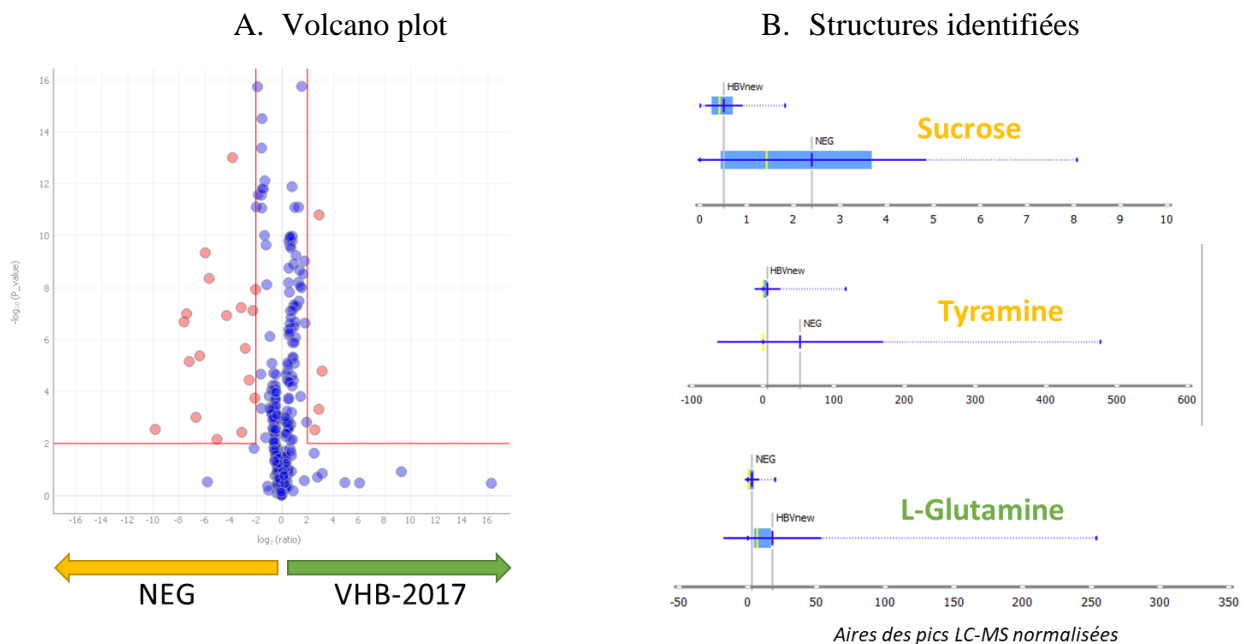 A. Volcano plot
B. Structures identifiées
16
14
12
10
8
6
4
2
0
-log₁₀ (P_value)
-16 -14 -12 -10 -8 -6 -4 -2 0 2 4 6 8 10 12 14 16
log₂ (ratio)
NEG
VHB-2017
HBVnew
Sucrose
NEG
0 1 2 3 4 5 6 7 8 9 10
HBVnew
Tyramine
NEG
-100 0 100 200 300 400 500 600
NEG
L-Glutamine
HBVnew
-50 0 50 100 150 200 250 300 350
Aires des pics LC-MS normalisées